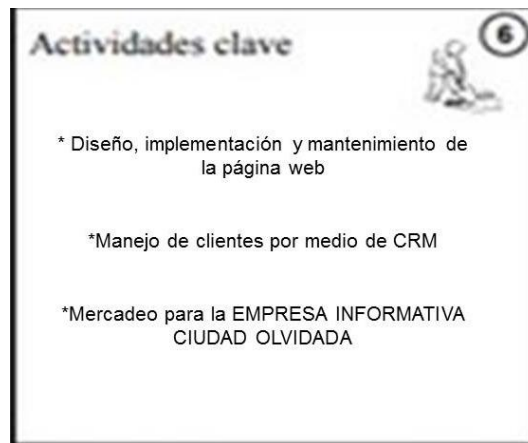 Actividades clave
6
* Diseño, implementación y mantenimiento de
la página web
*Manejo de clientes por medio de CRM
*Mercadeo para la EMPRESA INFORMATIVA
CIUDAD OLVIDADA